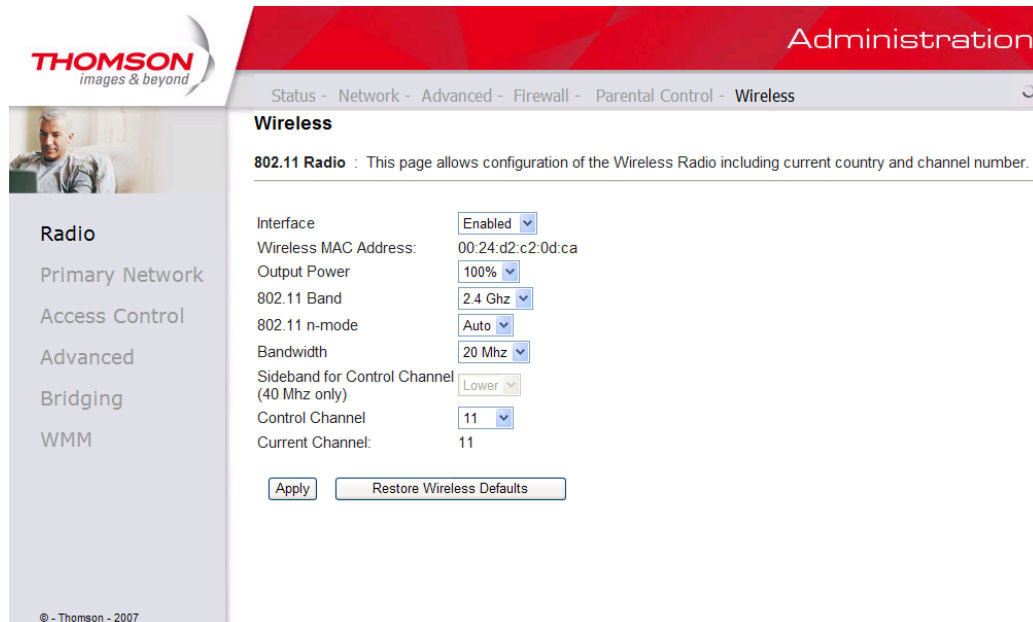 THOMSON
images & beyond
Administration
Status - Network - Advanced - Firewall - Parental Control - Wireless
Wireless
802.11 Radio : This page allows configuration of the Wireless Radio including current country and channel number.
Radio
Primary Network
Access Control
Advanced
Bridging
WMM
Interface Enabled
Wireless MAC Address: 00:24:d2:c2:0d:ca
Output Power 100%
802.11 Band 2.4 Ghz
802.11 n-mode Auto
Bandwidth 20 Mhz
Sideband for Control Channel
(40 Mhz only) Lower
Control Channel 11
Current Channel: 11
Apply Restore Wireless Defaults
© - Thomson - 2007